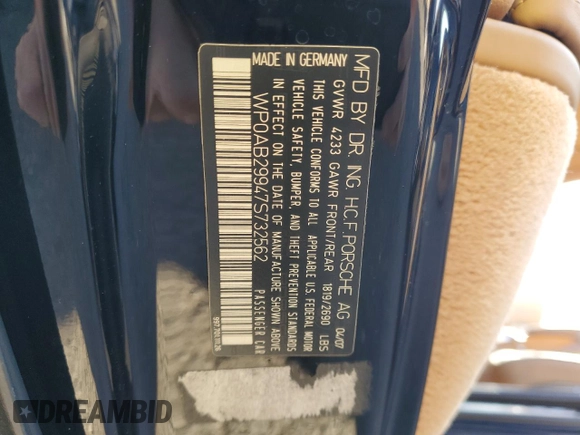 MFD BY DR. ING. H.C.F. PORSCHE AG 04/07
GVWR 4233 GAWR FRONT/REAR 1819/2690 LBS
THIS VEHICLE CONFORMS TO ALL APPLICABLE U.S. FEDERAL MOTOR
VEHICLE SAFETY, BUMPER, AND THEFT PREVENTION STANDARDS
IN EFFECT ON THE DATE OF MANUFACTURE SHOWN ABOVE
WP0AB29947S732562 PASSENGER CAR
MADE IN GERMANY
DREAMBID